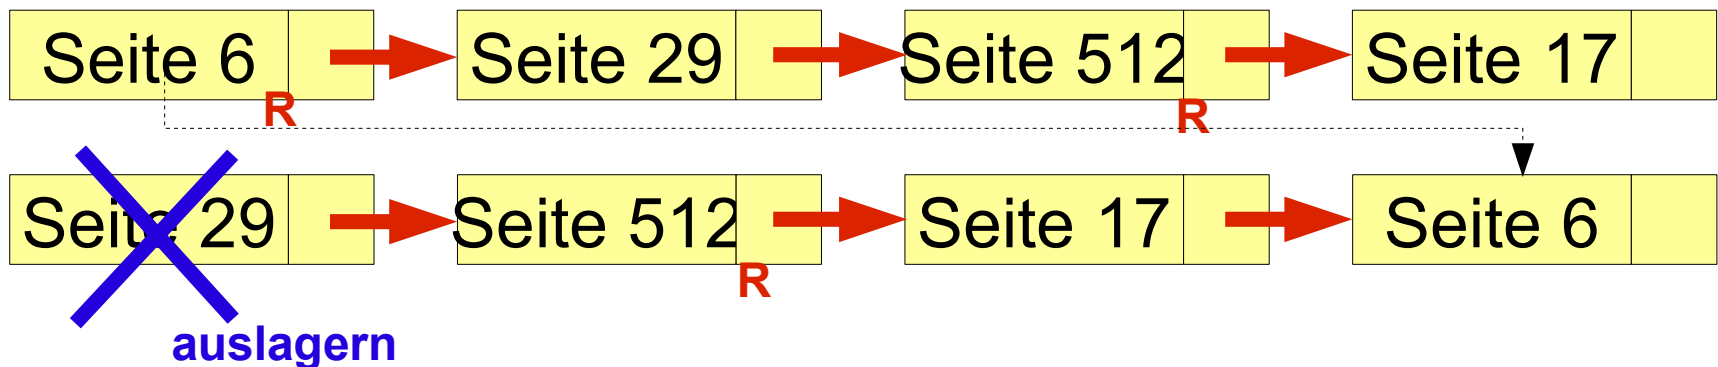 Seite 6 Seite 29 Seite 512 Seite 17
R R
Seite 29 Seite 512 Seite 17 Seite 6
R
auslagern